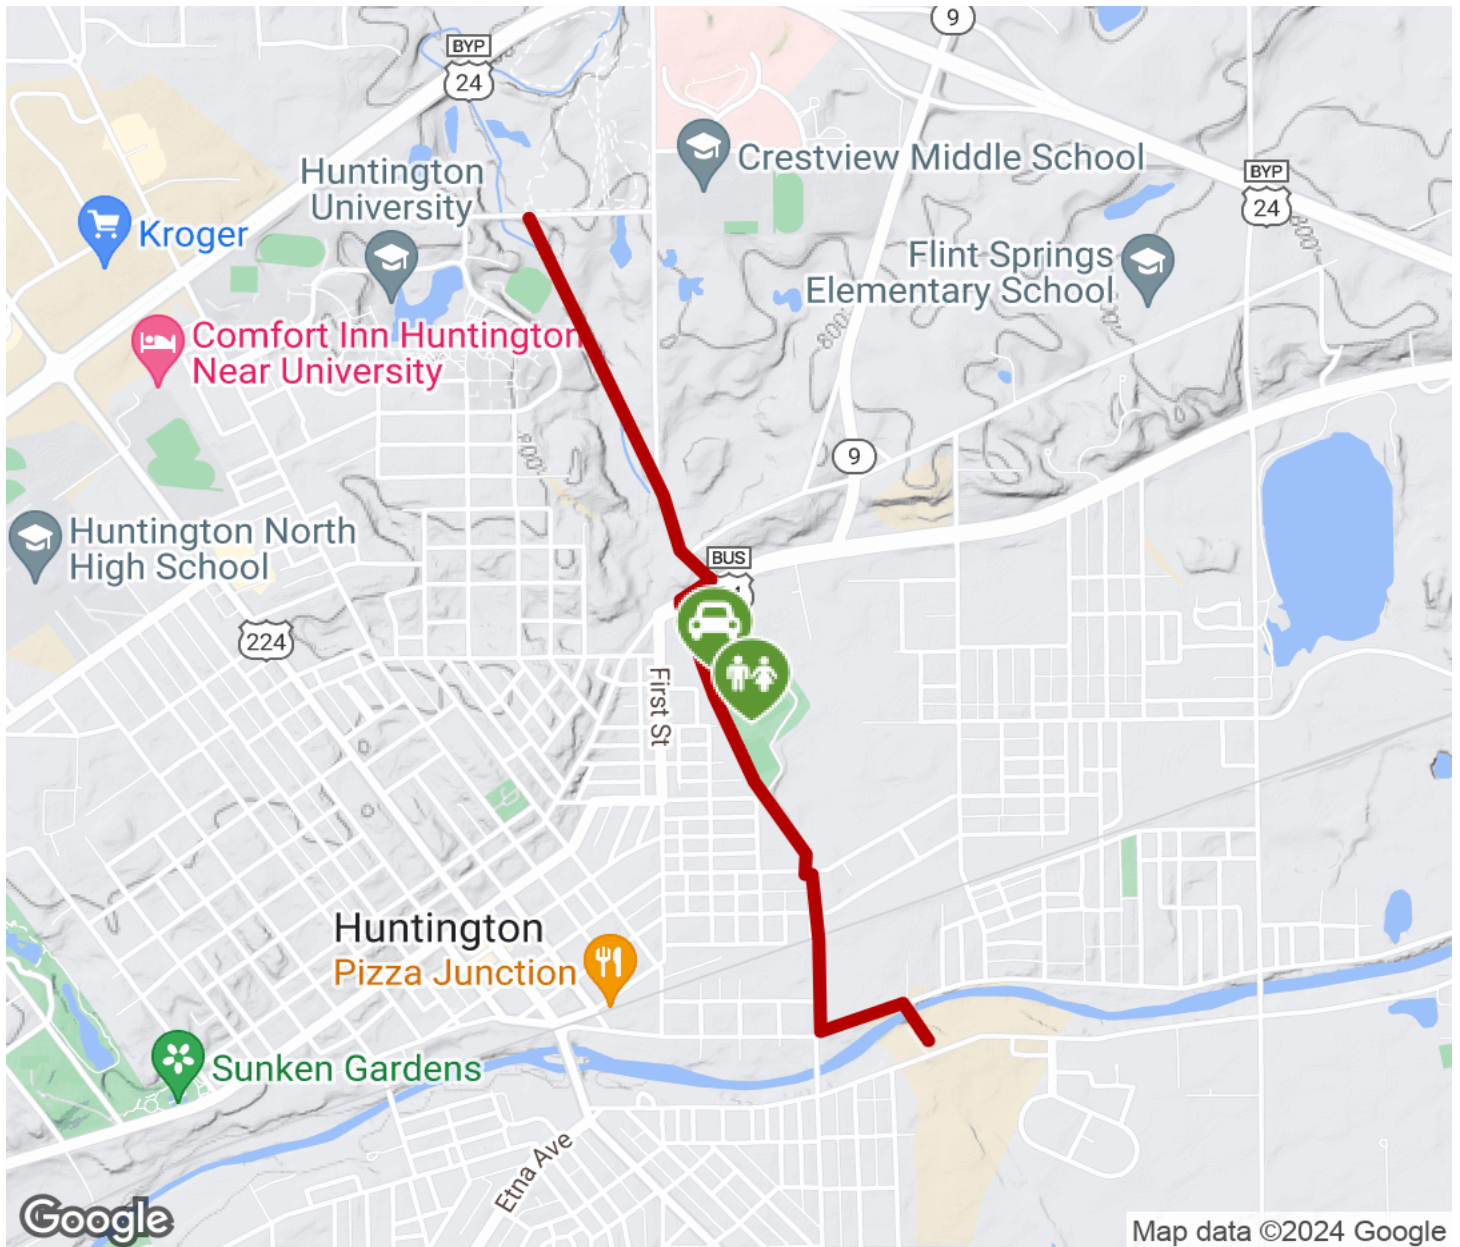 9
BYP
24
Crestview Middle School
Huntington
University
BYP
24
800'
Kroger
Flint Springs
Elementary School
800'
Comfort Inn Huntington
Near University
800'
9
Huntington North
High School
BUS
224
First St
Huntington
Pizza Junction
Sunken Gardens
Etna Ave
Google
Map data ©2024 Google